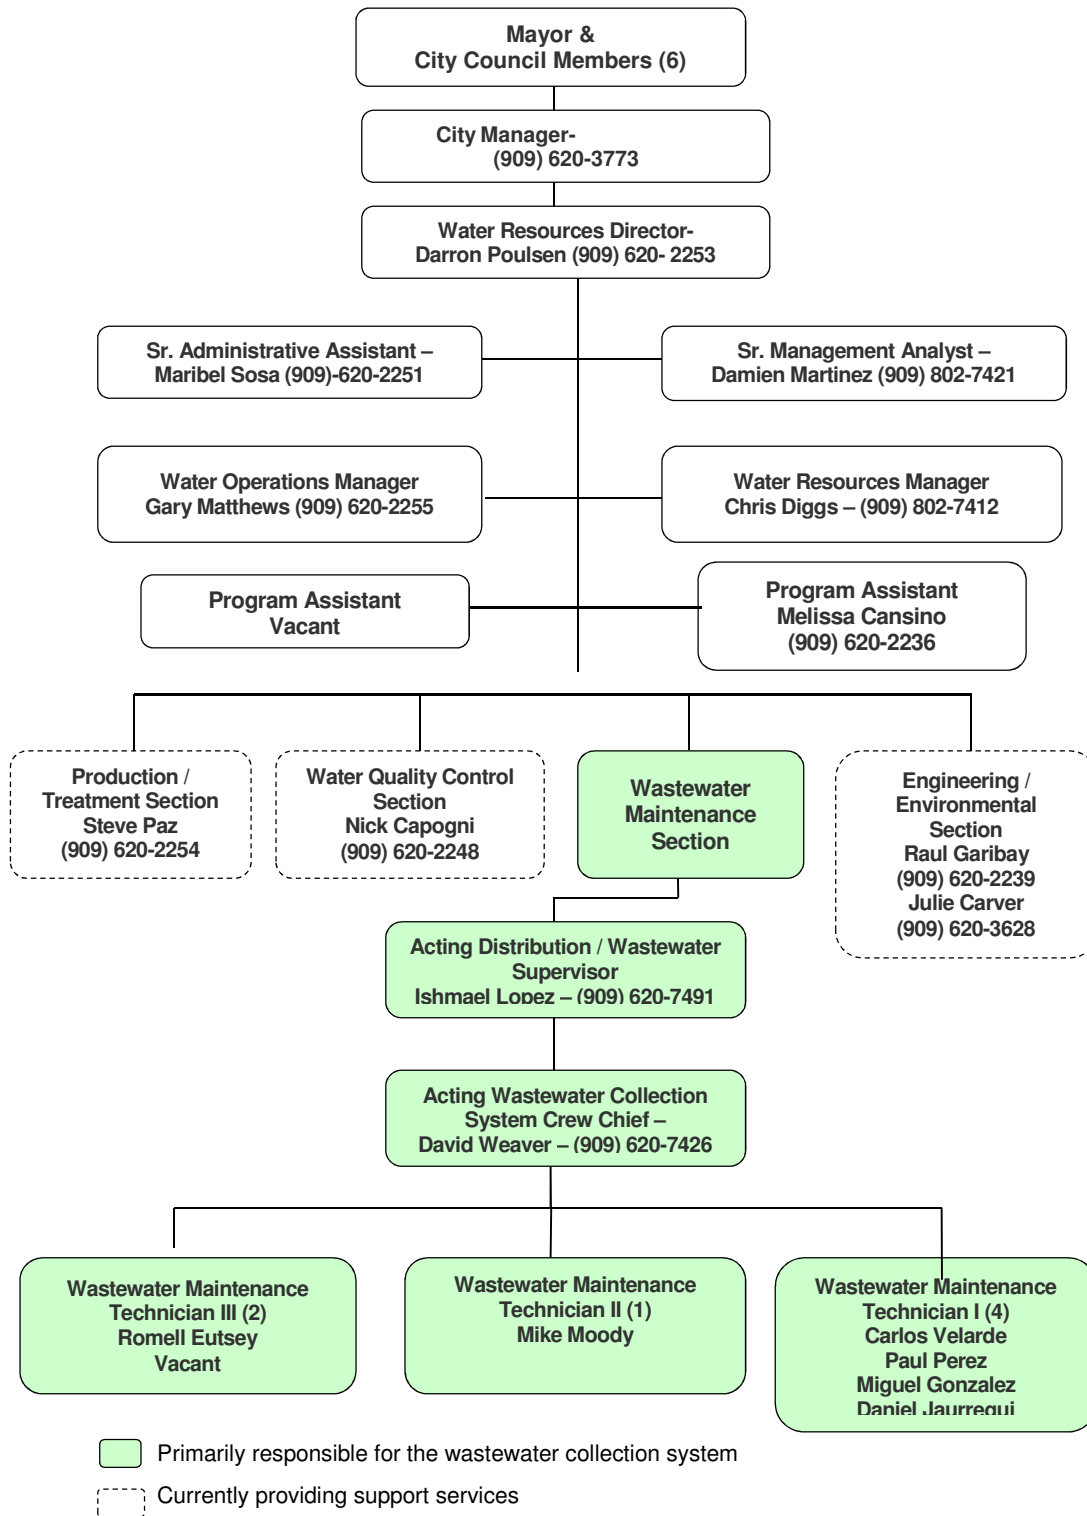 Mayor &
City Council Members (6)
City Manager-
(909) 620-3773
Water Resources Director-
Darron Poulsen (909) 620- 2253
Sr. Administrative Assistant –
Maribel Sosa (909)-620-2251
Sr. Management Analyst –
Damien Martinez (909) 802-7421
Water Operations Manager
Gary Matthews (909) 620-2255
Water Resources Manager
Chris Diggs – (909) 802-7412
Program Assistant
Vacant
Program Assistant
Melissa Cansino
(909) 620-2236
Production /
Treatment Section
Steve Paz
(909) 620-2254
Water Quality Control
Section
Nick Capogni
(909) 620-2248
Wastewater
Maintenance
Section
Engineering /
Environmental
Section
Raul Garibay
(909) 620-2239
Julie Carver
(909) 620-3628
Acting Distribution / Wastewater
Supervisor
Ishmael Lopez – (909) 620-7491
Acting Wastewater Collection
System Crew Chief –
David Weaver – (909) 620-7426
Wastewater Maintenance
Technician III (2)
Romell Eutsey
Vacant
Wastewater Maintenance
Technician II (1)
Mike Moody
Wastewater Maintenance
Technician I (4)
Carlos Velarde
Paul Perez
Miguel Gonzalez
Daniel Jaurregui
Primarily responsible for the wastewater collection system
Currently providing support services